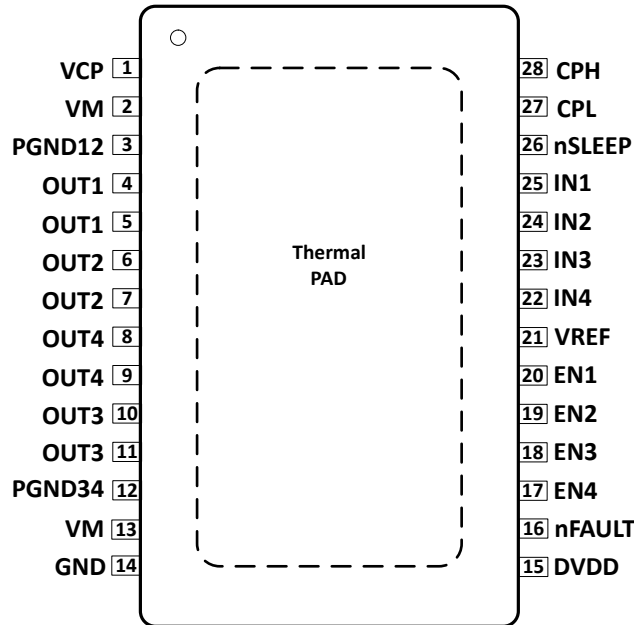 VCP 1
VM 2
PGND12 3
OUT1 4
OUT1 5
OUT2 6
OUT2 7
OUT4 8
OUT4 9
OUT3 10
OUT3 11
PGND34 12
VM 13
GND 14
Thermal
PAD
28 CPH
27 CPL
26 nSLEEP
25 IN1
24 IN2
23 IN3
22 IN4
21 VREF
20 EN1
19 EN2
18 EN3
17 EN4
16 nFAULT
15 DVDD